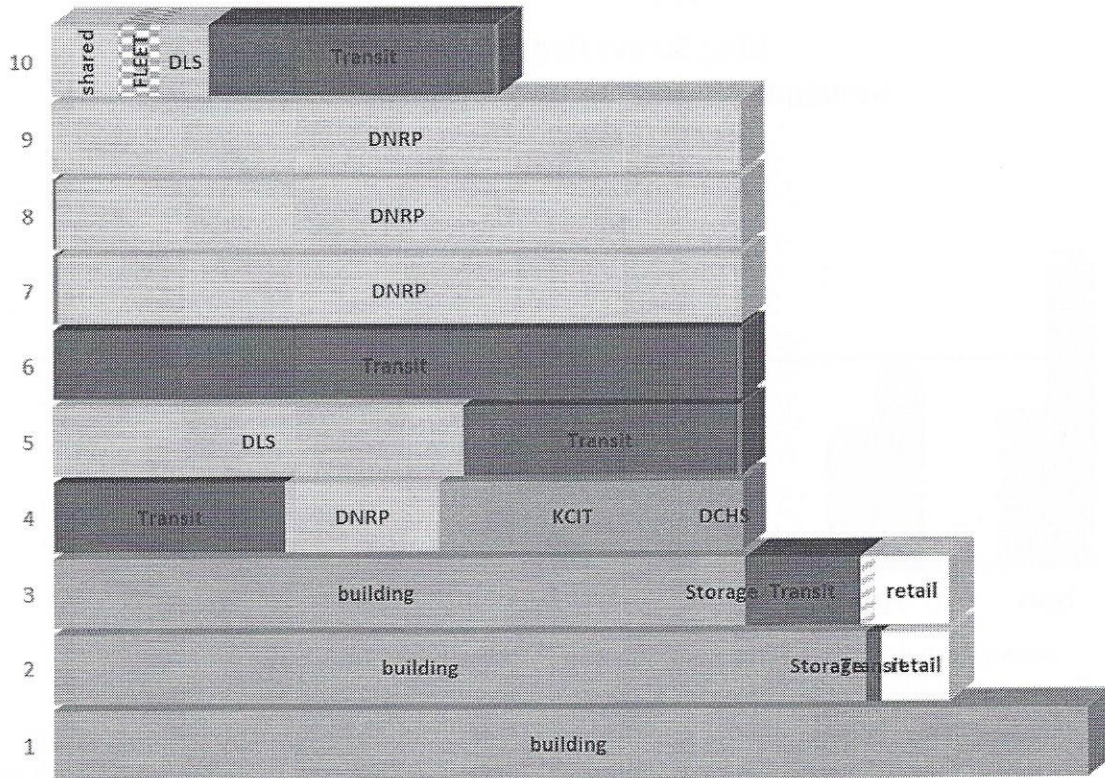 10 shared FLEET DLS Transit
9 DNRP
8 DNRP
7 DNRP
6 Transit
5 DLS Transit
4 Transit DNRP KCIT DCHS
3 building Storage Transit retail
2 building Storage Transit retail
1 building